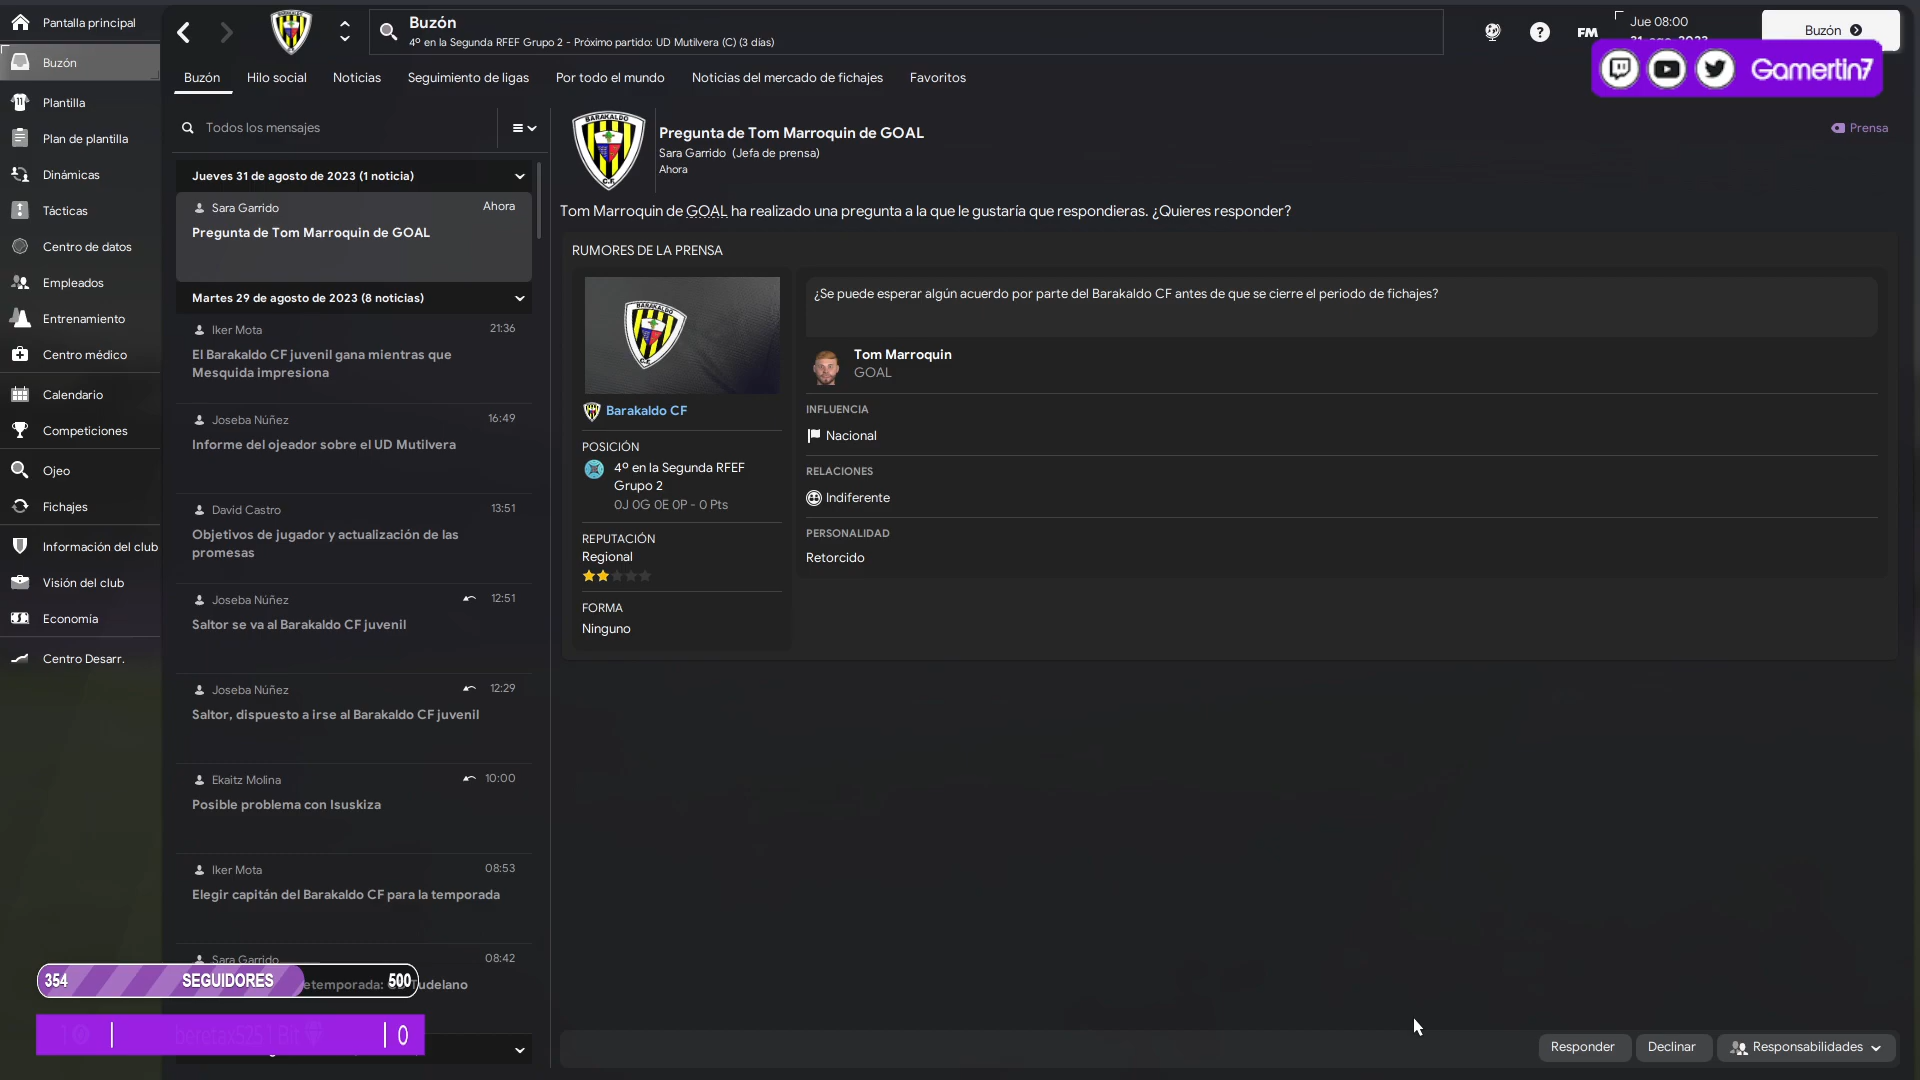 Pantalla principal
Buzón
Plantilla
Plan de plantilla
Dinámicas
Tácticas
Centro de datos
Empleados
Entrenamiento
Centro médico
Calendario
Competiciones
Ojeo
Fichajes
Información del club
Visión del club
Economía
Centro Desarr.
Buzón
4º en la Segunda RFEF Grupo 2 - Próximo partido: UD Mutilvera (C) (3 días)
?
FM
Jue 08:00
Buzón
Gamertin7
Buzón
Hilo social
Noticias
Seguimiento de ligas
Por todo el mundo
Noticias del mercado de fichajes
Favoritos
Todos los mensajes
Jueves 31 de agosto de 2023 (1 noticia)
Sara Garrido
Ahora
Pregunta de Tom Marroquin de GOAL
Martes 29 de agosto de 2023 (8 noticias)
Iker Mota
21:36
El Barakaldo CF juvenil gana mientras que
Mesquida impresiona
Joseba Núñez
16:49
Informe del ojeador sobre el UD Mutilvera
David Castro
13:51
Objetivos de jugador y actualización de las
promesas
Joseba Núñez
12:51
Saltor se va al Barakaldo CF juvenil
Joseba Núñez
12:29
Saltor, dispuesto a irse al Barakaldo CF juvenil
Ekaitz Molina
10:00
Posible problema con Isuskiza
Iker Mota
08:53
Elegir capitán del Barakaldo CF para la temporada
Sara Garrido
08:42
354
SEGUIDORES
500
0
BARAKALDO
Pregunta de Tom Marroquin de GOAL
Sara Garrido (Jefa de prensa)
Ahora
Prensa
Tom Marroquin de GOAL ha realizado una pregunta a la que le gustaría que respondieras. ¿Quieres responder?
RUMORES DE LA PRENSA
BARAKALDO
Barakaldo CF
POSICIÓN
4º en la Segunda RFEF
Grupo 2
0J 0G 0E 0P - 0 Pts
REPUTACIÓN
Regional
FORMA
Ninguno
¿Se puede esperar algún acuerdo por parte del Barakaldo CF antes de que se cierre el periodo de fichajes?
Tom Marroquin
GOAL
INFLUENCIA
Nacional
RELACIONES
Indiferente
PERSONALIDAD
Retorcido
Responder
Declinar
Responsabilidades